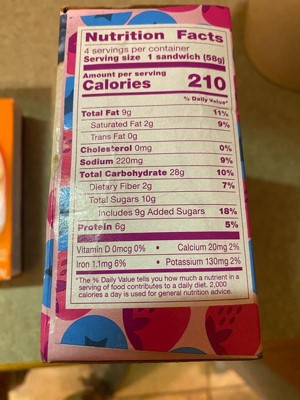 Nutrition Facts
4 servings per container
Serving size 1 sandwich (58g)
Amount per serving
Calories 210
% Daily Value*
Total Fat 9g 11%
Saturated Fat 2g 9%
Trans Fat 0g
Cholesterol 0mg 0%
Sodium 220mg 9%
Total Carbohydrate 28g 10%
Dietary Fiber 2g 7%
Total Sugars 10g
Includes 9g Added Sugars 18%
Protein 6g 5%
Vitamin D 0mcg 0% • Calcium 20mg 2%
Iron 1.1mg 6% • Potassium 130mg 2%
*The % Daily Value tells you how much a nutrient in a
serving of food contributes to a daily diet. 2,000
calories a day is used for general nutrition advice.